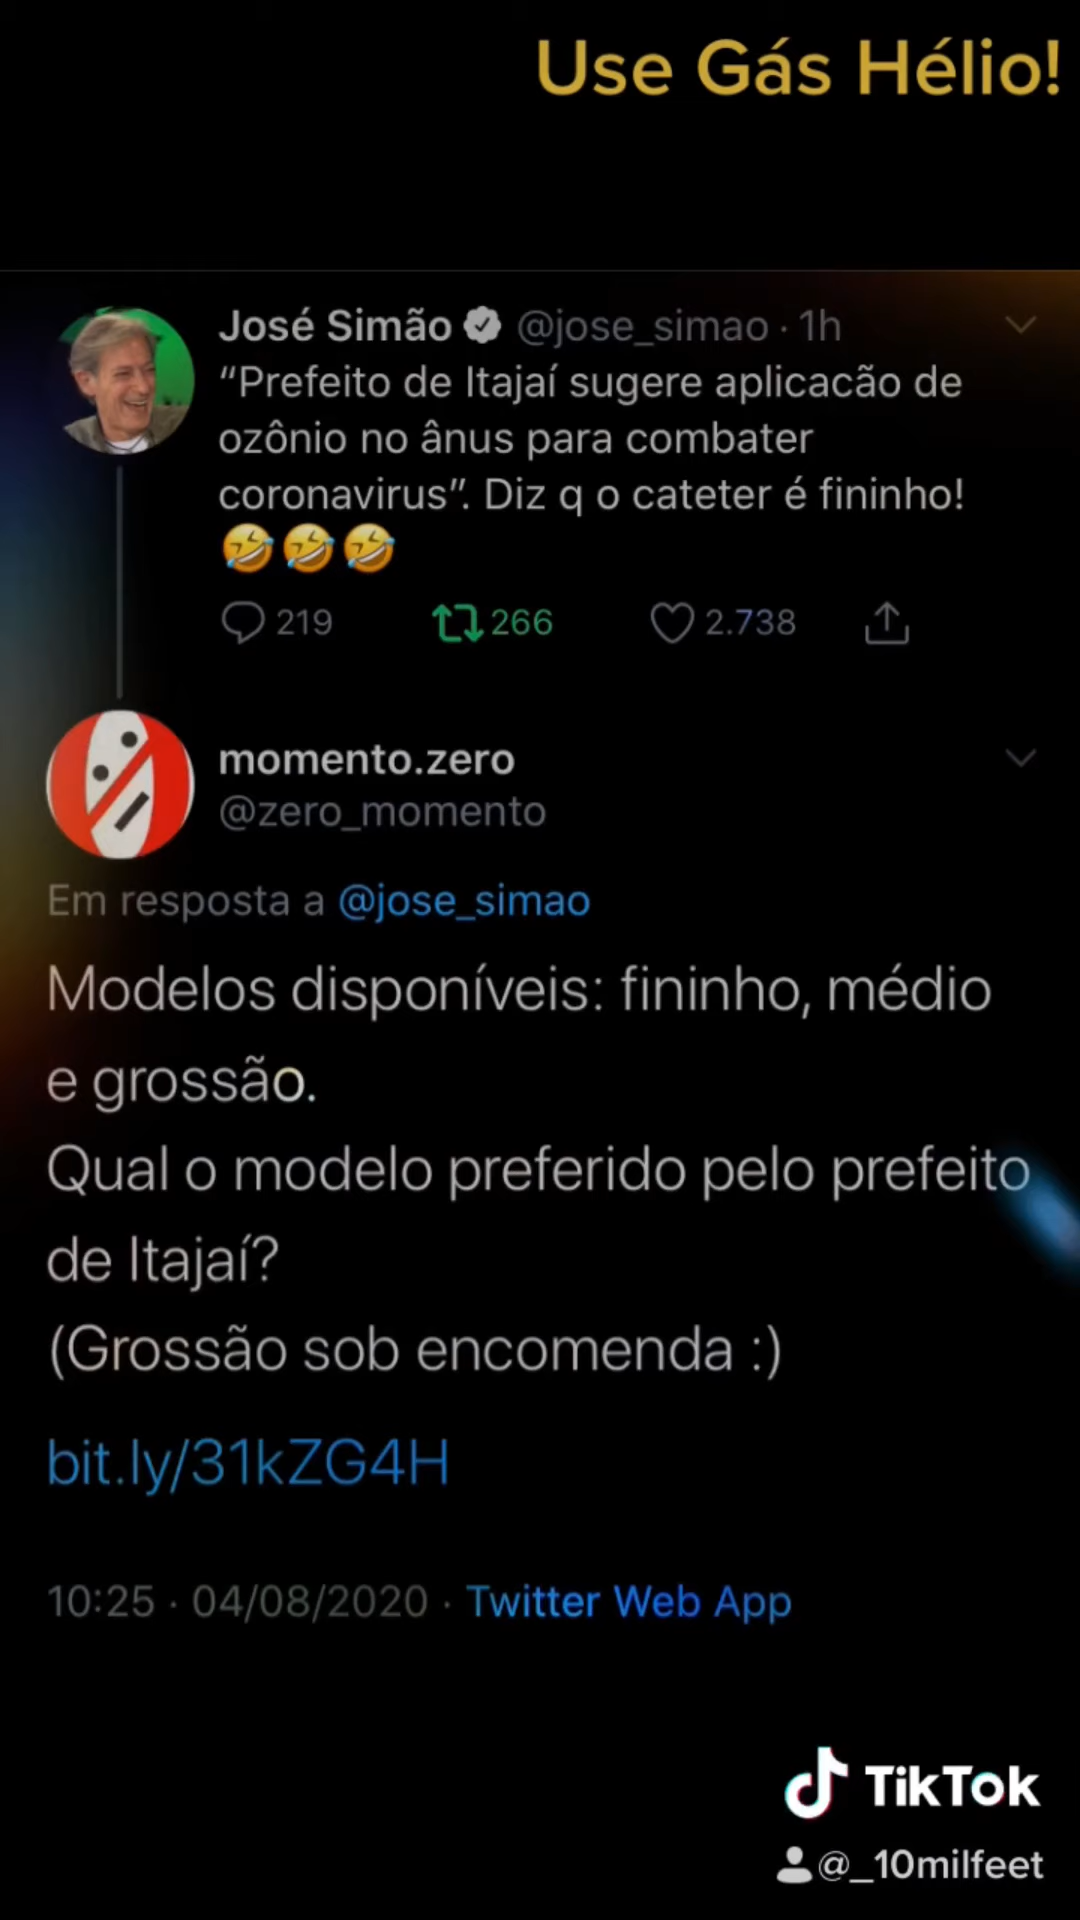 Use Gás Hélio!
José Simão @jose_simao · 1h
“Prefeito de Itajaí sugere aplicacão de
ozônio no ânus para combater
coronavirus”. Diz q o cateter é fininho!
🤣🤣🤣
219 266 2.738
momento.zero
@zero_momento
Em resposta a @jose_simao
Modelos disponíveis: fininho, médio
e grossão.
Qual o modelo preferido pelo prefeito
de Itajaí?
(Grossão sob encomenda :)
bit.ly/31kZG4H
10:25 · 04/08/2020 · Twitter Web App
TikTok
@_10milfeet